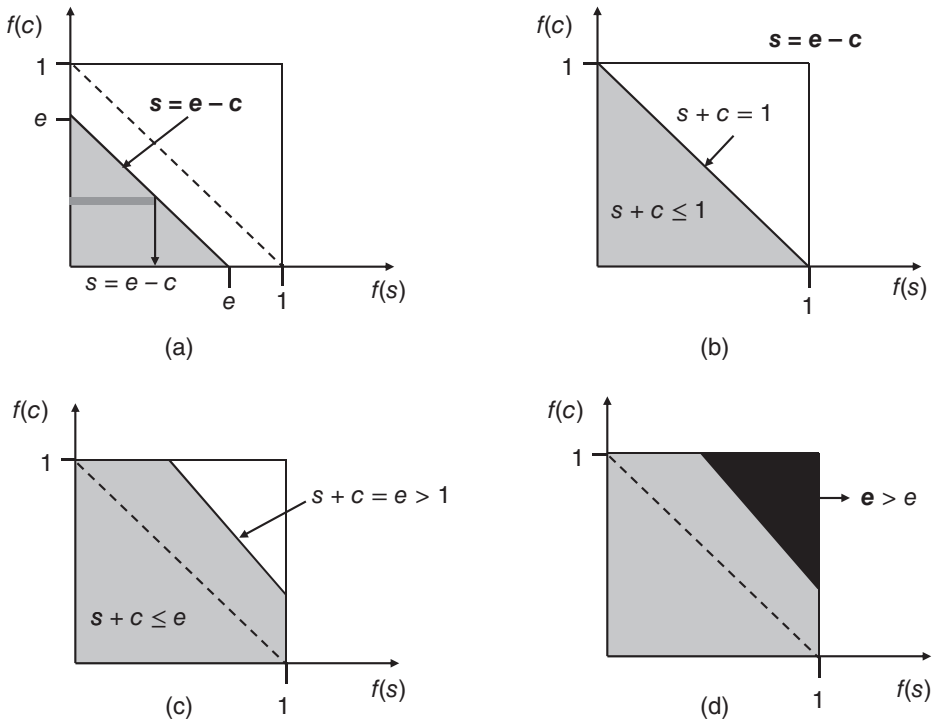 f(c)
1
e
s = e – c
s = e – c
e
1
f(s)
(a)
f(c)
s = e – c
1
s + c = 1
s + c ≤ 1
1
f(s)
(b)
f(c)
1
s + c = e > 1
s + c ≤ e
1
f(s)
(c)
f(c)
1
e > e
1
f(s)
(d)